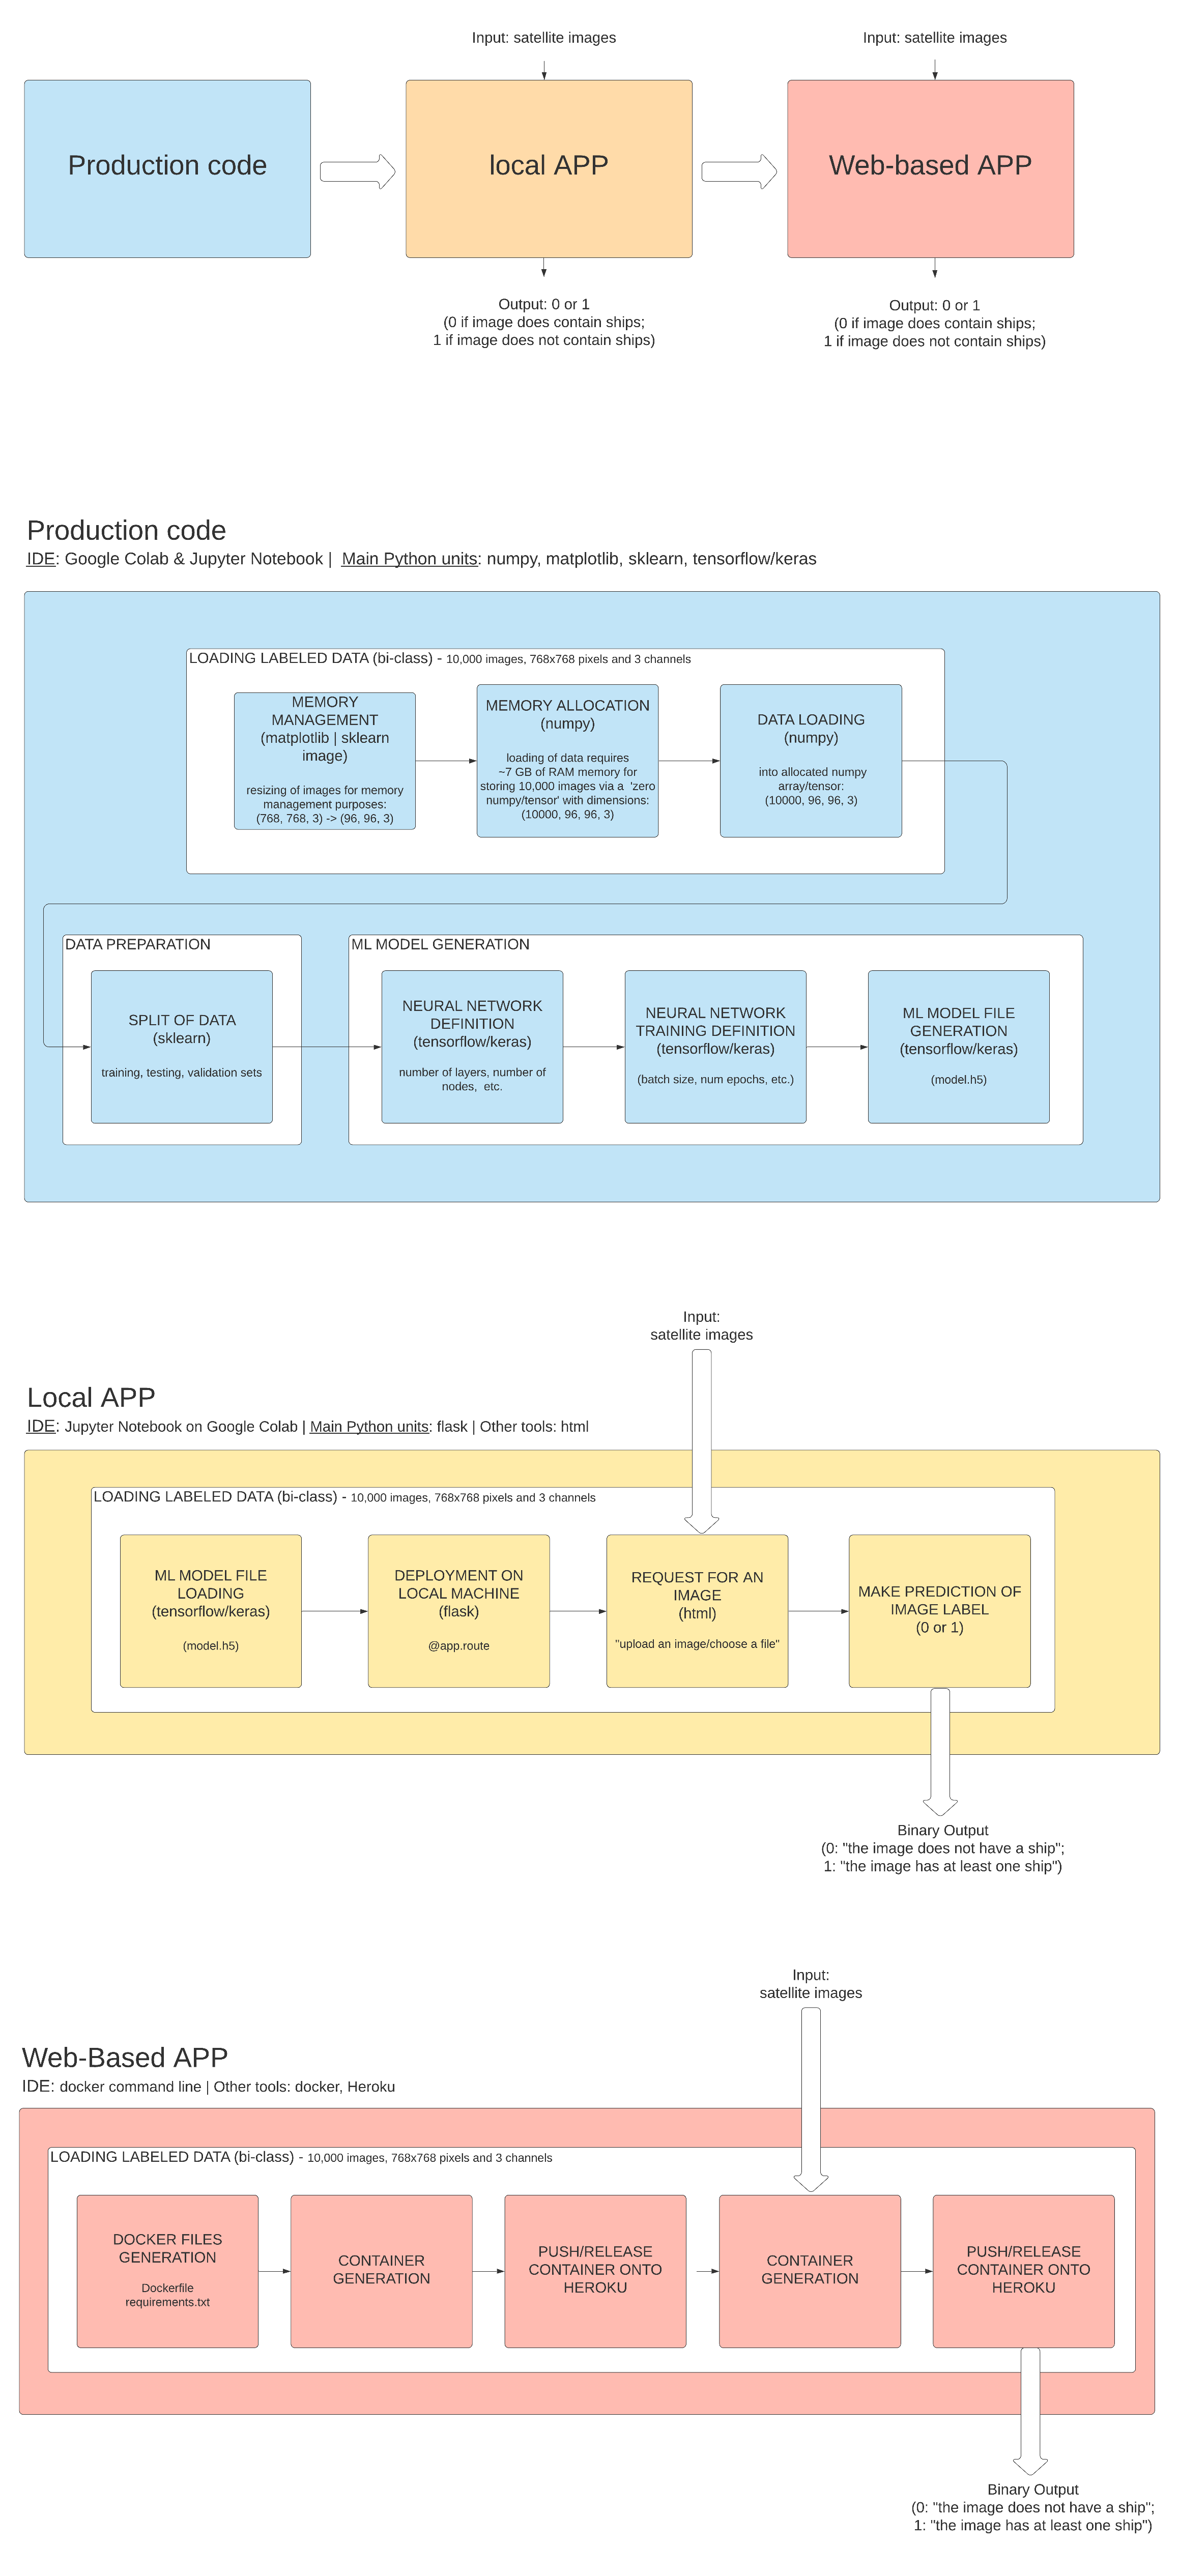 Input: satellite images
Input: satellite images
Production code
local APP
Web-based APP
Output: 0 or 1
(0 if image does contain ships;
1 if image does not contain ships)
Output: 0 or 1
(0 if image does contain ships;
1 if image does not contain ships)
Production code
IDE: Google Colab & Jupyter Notebook | Main Python units: numpy, matplotlib, sklearn, tensorflow/keras
LOADING LABELED DATA (bi-class) - 10,000 images, 768x768 pixels and 3 channels
MEMORY
MANAGEMENT
(matplotlib | sklearn
image)
resizing of images for memory
management purposes:
(768, 768, 3) -> (96, 96, 3)
MEMORY ALLOCATION
(numpy)
loading of data requires
~7 GB of RAM memory for
storing 10,000 images via a 'zero
numpy/tensor' with dimensions:
(10000, 96, 96, 3)
DATA LOADING
(numpy)
into allocated numpy
array/tensor:
(10000, 96, 96, 3)
DATA PREPARATION
SPLIT OF DATA
(sklearn)
training, testing, validation sets
ML MODEL GENERATION
NEURAL NETWORK
DEFINITION
(tensorflow/keras)
number of layers, number of
nodes, etc.
NEURAL NETWORK
TRAINING DEFINITION
(tensorflow/keras)
(batch size, num epochs, etc.)
ML MODEL FILE
GENERATION
(tensorflow/keras)
(model.h5)
Input:
satellite images
Local APP
IDE: Jupyter Notebook on Google Colab | Main Python units: flask | Other tools: html
LOADING LABELED DATA (bi-class) - 10,000 images, 768x768 pixels and 3 channels
ML MODEL FILE
LOADING
(tensorflow/keras)
(model.h5)
DEPLOYMENT ON
LOCAL MACHINE
(flask)
@app.route
REQUEST FOR AN
IMAGE
(html)
"upload an image/choose a file"
MAKE PREDICTION OF
IMAGE LABEL
(0 or 1)
Binary Output
(0: "the image does not have a ship";
1: "the image has at least one ship")
Input:
satellite images
Web-Based APP
IDE: docker command line | Other tools: docker, Heroku
LOADING LABELED DATA (bi-class) - 10,000 images, 768x768 pixels and 3 channels
DOCKER FILES
GENERATION
Dockerfile
requirements.txt
CONTAINER
GENERATION
PUSH/RELEASE
CONTAINER ONTO
HEROKU
CONTAINER
GENERATION
PUSH/RELEASE
CONTAINER ONTO
HEROKU
Binary Output
(0: "the image does not have a ship";
1: "the image has at least one ship")